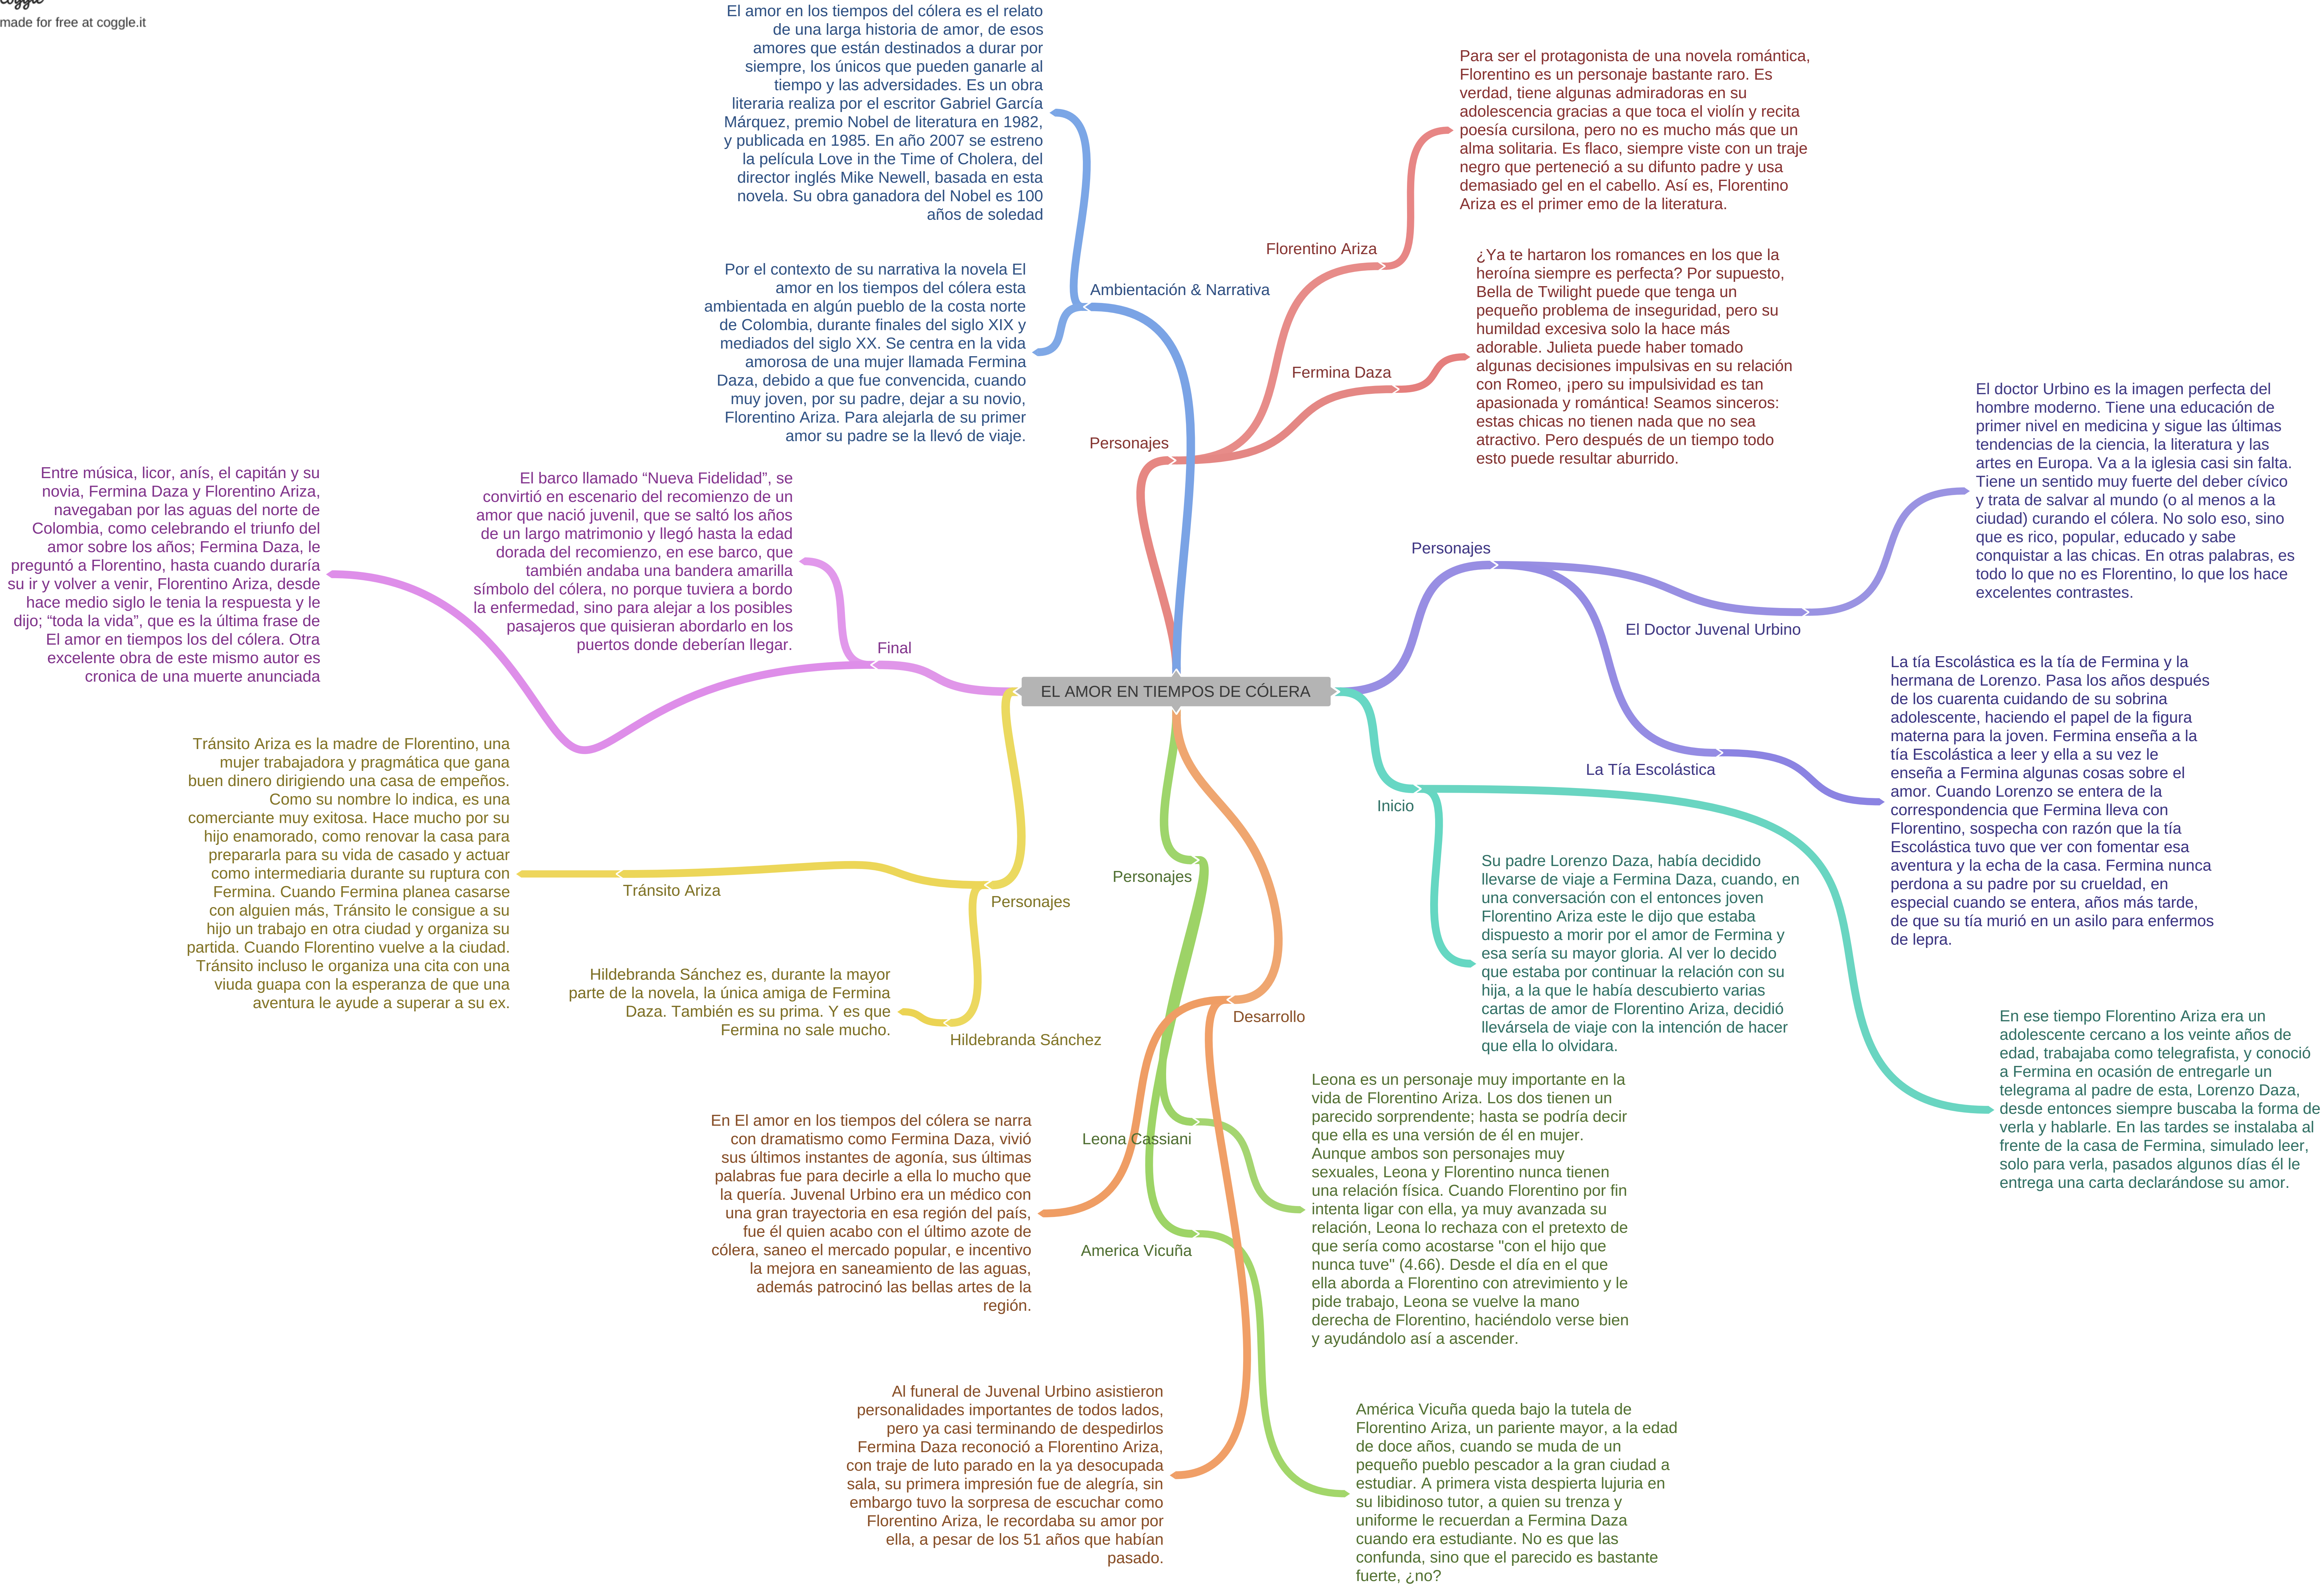 coggle
made for free at coggle.it
El amor en los tiempos del cólera es el relato
de una larga historia de amor, de esos
amores que están destinados a durar por
siempre, los únicos que pueden ganarle al
tiempo y las adversidades. Es un obra
literaria realiza por el escritor Gabriel García
Márquez, premio Nobel de literatura en 1982,
y publicada en 1985. En año 2007 se estreno
la película Love in the Time of Cholera, del
director inglés Mike Newell, basada en esta
novela. Su obra ganadora del Nobel es 100
años de soledad
Por el contexto de su narrativa la novela El
amor en los tiempos del cólera esta
ambientada en algún pueblo de la costa norte
de Colombia, durante finales del siglo XIX y
mediados del siglo XX. Se centra en la vida
amorosa de una mujer llamada Fermina
Daza, debido a que fue convencida, cuando
muy joven, por su padre, dejar a su novio,
Florentino Ariza. Para alejarla de su primer
amor su padre se la llevó de viaje.
Ambientación & Narrativa
Para ser el protagonista de una novela romántica,
Florentino es un personaje bastante raro. Es
verdad, tiene algunas admiradoras en su
adolescencia gracias a que toca el violín y recita
poesía cursilona, pero no es mucho más que un
alma solitaria. Es flaco, siempre viste con un traje
negro que perteneció a su difunto padre y usa
demasiado gel en el cabello. Así es, Florentino
Ariza es el primer emo de la literatura.
Florentino Ariza
¿Ya te hartaron los romances en los que la
heroína siempre es perfecta? Por supuesto,
Bella de Twilight puede que tenga un
pequeño problema de inseguridad, pero su
humildad excesiva solo la hace más
adorable. Julieta puede haber tomado
algunas decisiones impulsivas en su relación
con Romeo, ¡pero su impulsividad es tan
apasionada y romántica! Seamos sinceros:
estas chicas no tienen nada que no sea
atractivo. Pero después de un tiempo todo
esto puede resultar aburrido.
Fermina Daza
Personajes
El doctor Urbino es la imagen perfecta del
hombre moderno. Tiene una educación de
primer nivel en medicina y sigue las últimas
tendencias de la ciencia, la literatura y las
artes en Europa. Va a la iglesia casi sin falta.
Tiene un sentido muy fuerte del deber cívico
y trata de salvar al mundo (o al menos a la
ciudad) curando el cólera. No solo eso, sino
que es rico, popular, educado y sabe
conquistar a las chicas. En otras palabras, es
todo lo que no es Florentino, lo que los hace
excelentes contrastes.
Personajes
El Doctor Juvenal Urbino
La tía Escolástica es la tía de Fermina y la
hermana de Lorenzo. Pasa los años después
de los cuarenta cuidando de su sobrina
adolescente, haciendo el papel de la figura
materna para la joven. Fermina enseña a la
tía Escolástica a leer y ella a su vez le
enseña a Fermina algunas cosas sobre el
amor. Cuando Lorenzo se entera de la
correspondencia que Fermina lleva con
Florentino, sospecha con razón que la tía
Escolástica tuvo que ver con fomentar esa
aventura y la echa de la casa. Fermina nunca
perdona a su padre por su crueldad, en
especial cuando se entera, años más tarde,
de que su tía murió en un asilo para enfermos
de lepra.
La Tía Escolástica
Entre música, licor, anís, el capitán y su
novia, Fermina Daza y Florentino Ariza,
navegaban por las aguas del norte de
Colombia, como celebrando el triunfo del
amor sobre los años; Fermina Daza, le
preguntó a Florentino, hasta cuando duraría
su ir y volver a venir, Florentino Ariza, desde
hace medio siglo le tenia la respuesta y le
dijo; “toda la vida”, que es la última frase de
El amor en tiempos los del cólera. Otra
excelente obra de este mismo autor es
cronica de una muerte anunciada
El barco llamado “Nueva Fidelidad”, se
convirtió en escenario del recomienzo de un
amor que nació juvenil, que se saltó los años
de un largo matrimonio y llegó hasta la edad
dorada del recomienzo, en ese barco, que
también andaba una bandera amarilla
símbolo del cólera, no porque tuviera a bordo
la enfermedad, sino para alejar a los posibles
pasajeros que quisieran abordarlo en los
puertos donde deberían llegar.
Final
EL AMOR EN TIEMPOS DE CÓLERA
Tránsito Ariza es la madre de Florentino, una
mujer trabajadora y pragmática que gana
buen dinero dirigiendo una casa de empeños.
Como su nombre lo indica, es una
comerciante muy exitosa. Hace mucho por su
hijo enamorado, como renovar la casa para
prepararla para su vida de casado y actuar
como intermediaria durante su ruptura con
Fermina. Cuando Fermina planea casarse
con alguien más, Tránsito le consigue a su
hijo un trabajo en otra ciudad y organiza su
partida. Cuando Florentino vuelve a la ciudad.
Tránsito incluso le organiza una cita con una
viuda guapa con la esperanza de que una
aventura le ayude a superar a su ex.
Tránsito Ariza
Personajes
Hildebranda Sánchez es, durante la mayor
parte de la novela, la única amiga de Fermina
Daza. También es su prima. Y es que
Fermina no sale mucho.
Hildebranda Sánchez
Personajes
Inicio
Su padre Lorenzo Daza, había decidido
llevarse de viaje a Fermina Daza, cuando, en
una conversación con el entonces joven
Florentino Ariza este le dijo que estaba
dispuesto a morir por el amor de Fermina y
esa sería su mayor gloria. Al ver lo decido
que estaba por continuar la relación con su
hija, a la que le había descubierto varias
cartas de amor de Florentino Ariza, decidió
llevársela de viaje con la intención de hacer
que ella lo olvidara.
En ese tiempo Florentino Ariza era un
adolescente cercano a los veinte años de
edad, trabajaba como telegrafista, y conoció
a Fermina en ocasión de entregarle un
telegrama al padre de esta, Lorenzo Daza,
desde entonces siempre buscaba la forma de
verla y hablarle. En las tardes se instalaba al
frente de la casa de Fermina, simulado leer,
solo para verla, pasados algunos días él le
entrega una carta declarándose su amor.
Desarrollo
En El amor en los tiempos del cólera se narra
con dramatismo como Fermina Daza, vivió
sus últimos instantes de agonía, sus últimas
palabras fue para decirle a ella lo mucho que
la quería. Juvenal Urbino era un médico con
una gran trayectoria en esa región del país,
fue él quien acabo con el último azote de
cólera, saneo el mercado popular, e incentivo
la mejora en saneamiento de las aguas,
además patrocinó las bellas artes de la
región.
Leona Cassiani
Leona es un personaje muy importante en la
vida de Florentino Ariza. Los dos tienen un
parecido sorprendente; hasta se podría decir
que ella es una versión de él en mujer.
Aunque ambos son personajes muy
sexuales, Leona y Florentino nunca tienen
una relación física. Cuando Florentino por fin
intenta ligar con ella, ya muy avanzada su
relación, Leona lo rechaza con el pretexto de
que sería como acostarse "con el hijo que
nunca tuve" (4.66). Desde el día en el que
ella aborda a Florentino con atrevimiento y le
pide trabajo, Leona se vuelve la mano
derecha de Florentino, haciéndolo verse bien
y ayudándolo así a ascender.
America Vicuña
Al funeral de Juvenal Urbino asistieron
personalidades importantes de todos lados,
pero ya casi terminando de despedirlos
Fermina Daza reconoció a Florentino Ariza,
con traje de luto parado en la ya desocupada
sala, su primera impresión fue de alegría, sin
embargo tuvo la sorpresa de escuchar como
Florentino Ariza, le recordaba su amor por
ella, a pesar de los 51 años que habían
pasado.
América Vicuña queda bajo la tutela de
Florentino Ariza, un pariente mayor, a la edad
de doce años, cuando se muda de un
pequeño pueblo pescador a la gran ciudad a
estudiar. A primera vista despierta lujuria en
su libidinoso tutor, a quien su trenza y
uniforme le recuerdan a Fermina Daza
cuando era estudiante. No es que las
confunda, sino que el parecido es bastante
fuerte, ¿no?